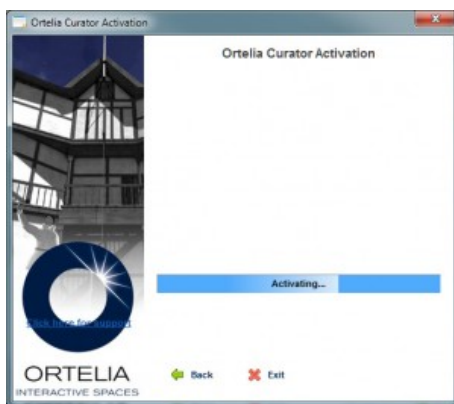 Ortelia Curator Activation
Ortelia Curator Activation
Activating...
Click here for support
ORTELIA
INTERACTIVE SPACES
Back
Exit